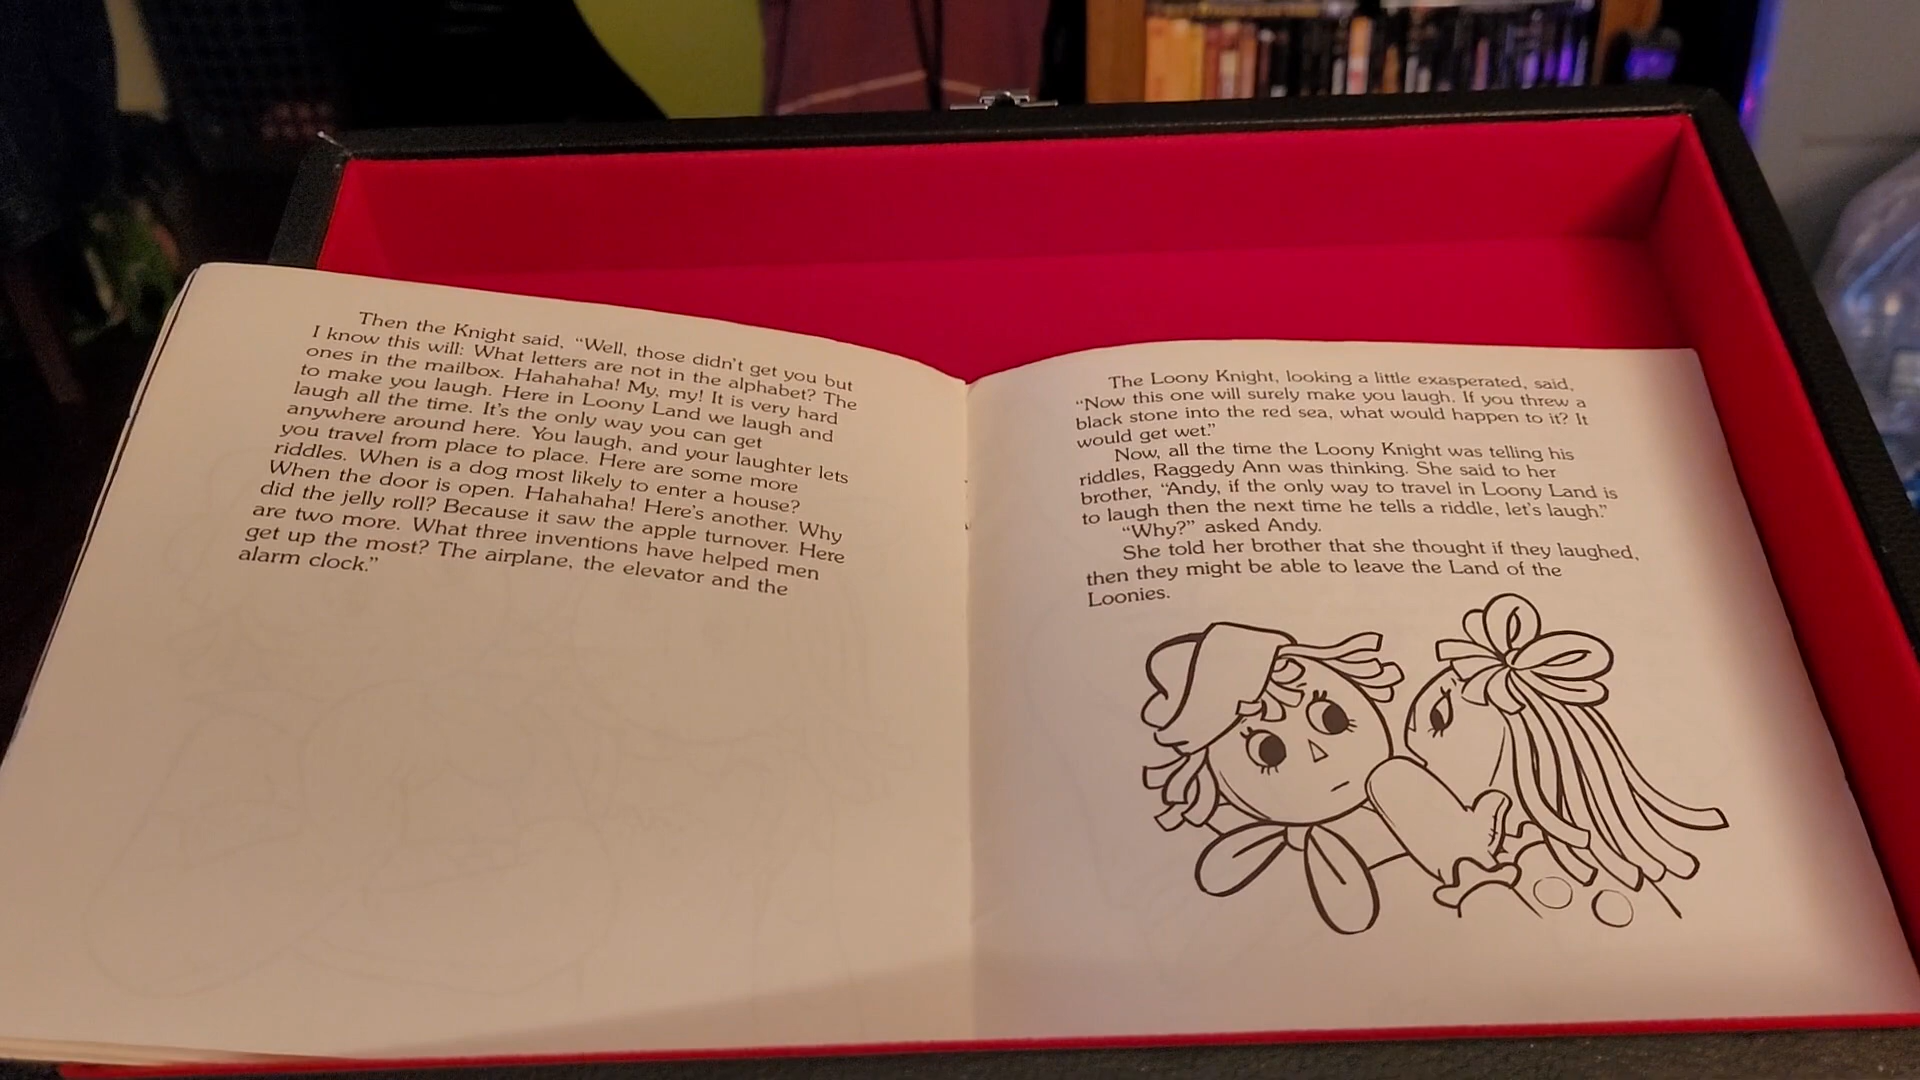 Then the Knight said, “Well, those didn't get you but
I know this will: What letters are not in the alphabet? The
ones in the mailbox. Hahahaha! My, my! It is very hard
to make you laugh. Here in Loony Land we laugh and
laugh all the time. It's the only way you can get
anywhere around here. You laugh, and your laughter lets
you travel from place to place. Here are some more
riddles. When is a dog most likely to enter a house?
When the door is open. Hahahaha! Here's another. Why
did the jelly roll? Because it saw the apple turnover. Here
are two more. What three inventions have helped men
get up the most? The airplane, the elevator and the
alarm clock.”
The Loony Knight, looking a little exasperated, said,
“Now this one will surely make you laugh. If you threw a
black stone into the red sea, what would happen to it? It
would get wet.”
Now, all the time the Loony Knight was telling his
riddles, Raggedy Ann was thinking. She said to her
brother, “Andy, if the only way to travel in Loony Land is
to laugh then the next time he tells a riddle, let's laugh.”
“Why?” asked Andy.
She told her brother that she thought if they laughed,
then they might be able to leave the Land of the
Loonies.